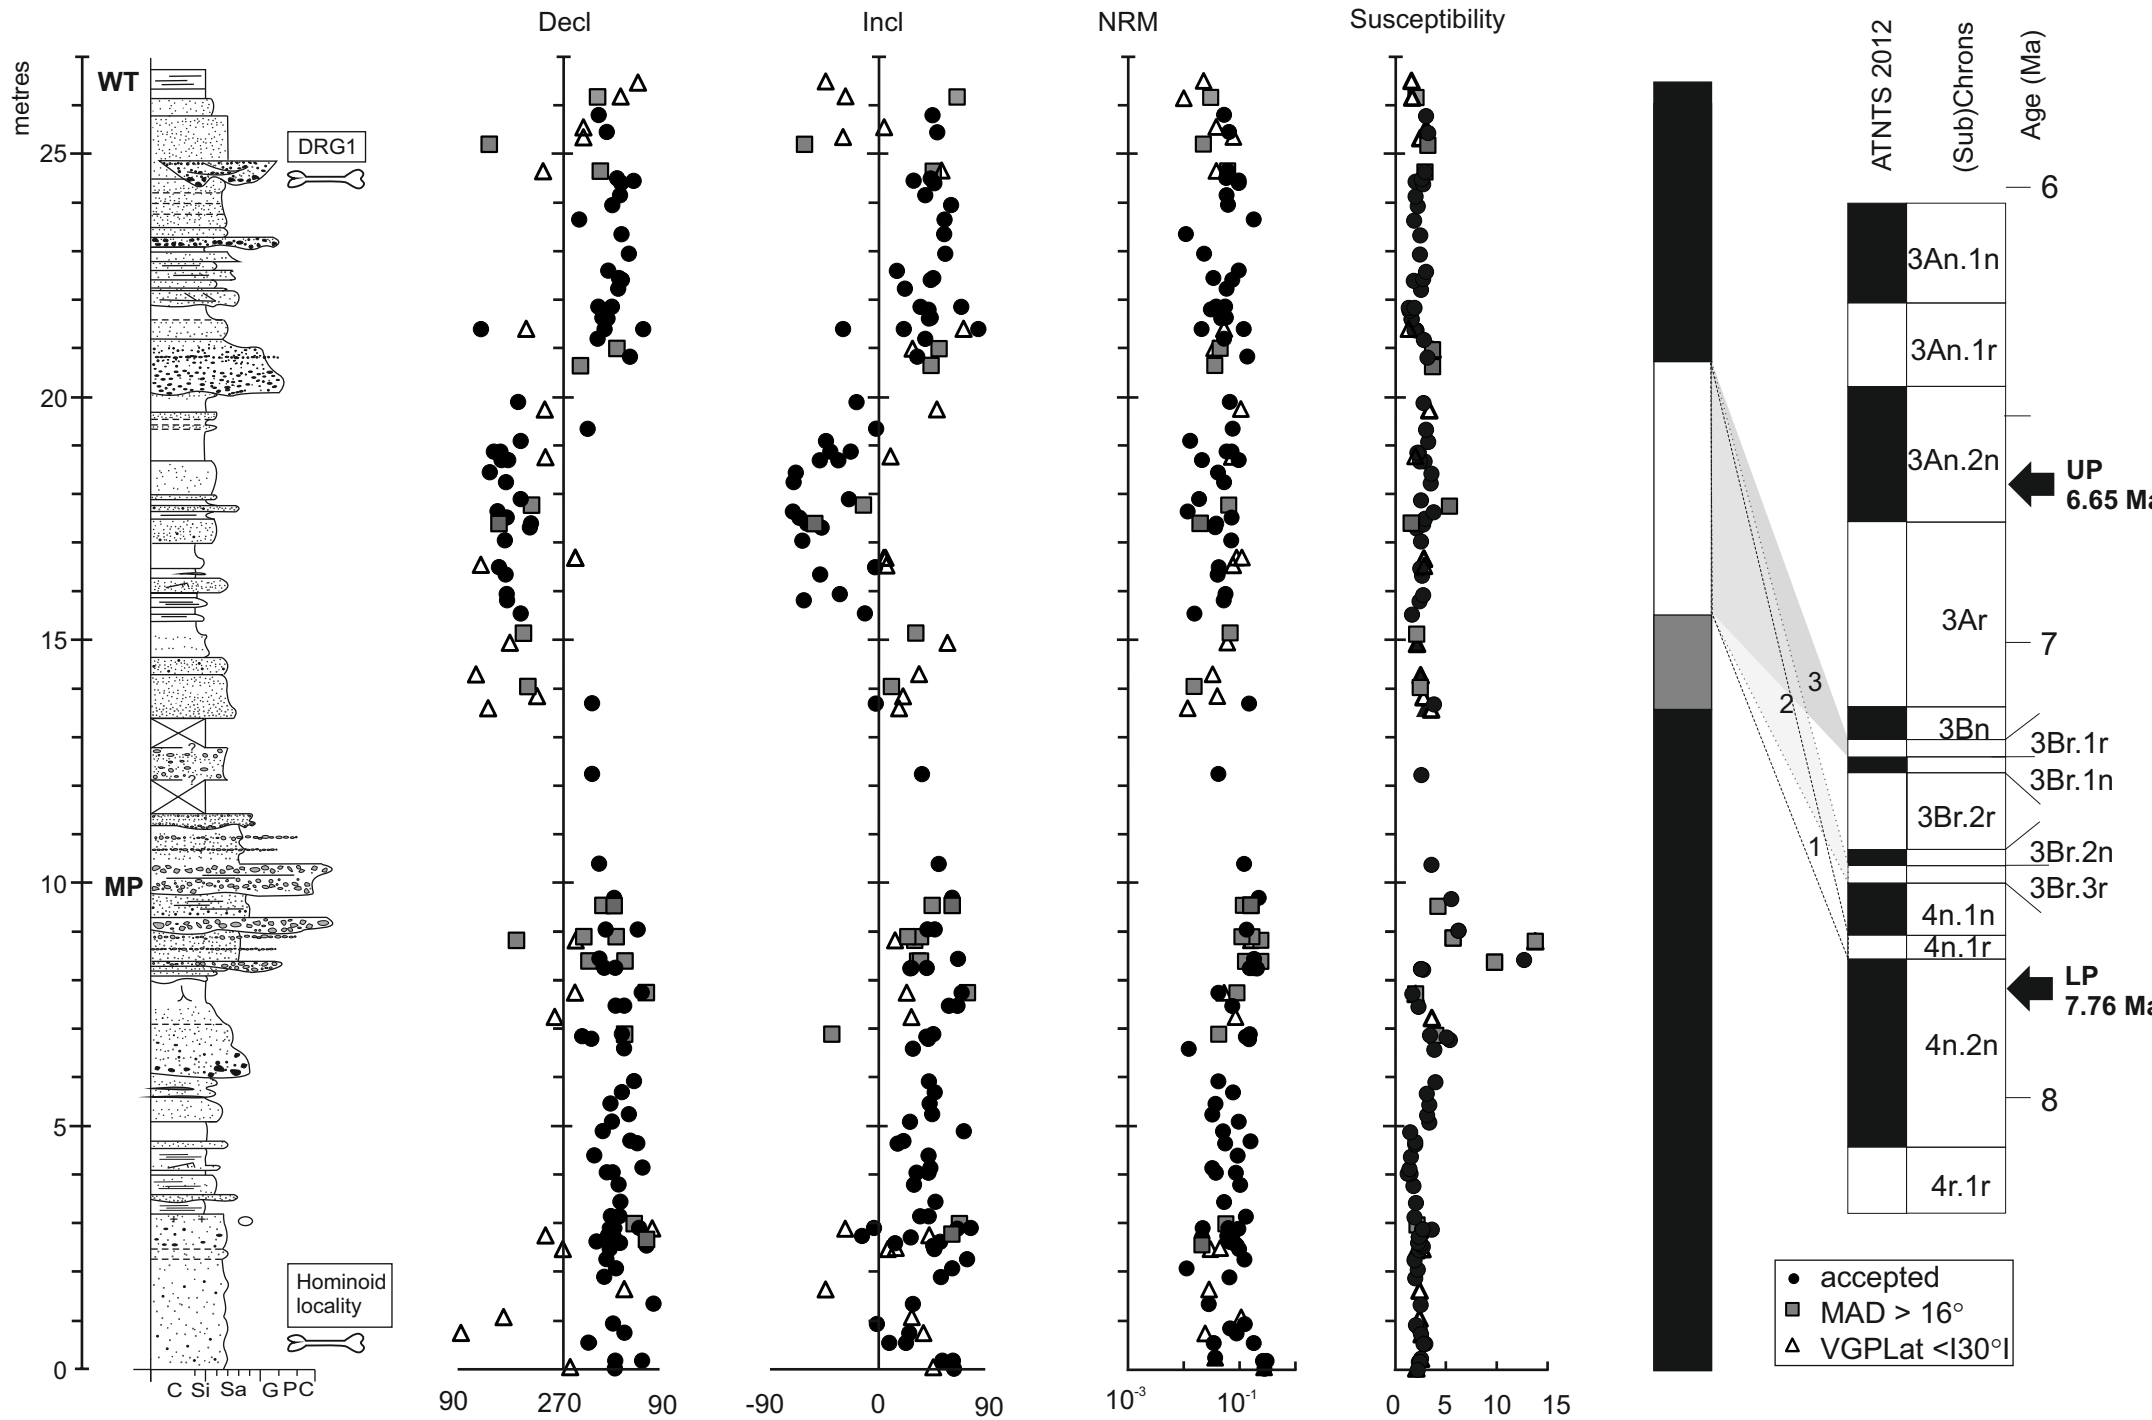 Decl
Incl
NRM
Susceptibility
metres
WT
DRG1
25
20
15
10
MP
5
0
Hominoid
locality
C Si Sa G PC
90 270 90
-90 0 90
10-3 10-1
0 5 10 15
3
2
1
ATNTS 2012
(Sub)Chrons
Age (Ma)
6
3An.1n
3An.1r
3An.2n
UP
6.65 Ma
3Ar
7
3Bn
3Br.1r
3Br.1n
3Br.2r
3Br.2n
3Br.3r
4n.1n
4n.1r
LP
7.76 Ma
4n.2n
8
4r.1r
accepted
MAD > 16°
VGPLat <I30°I
?
?